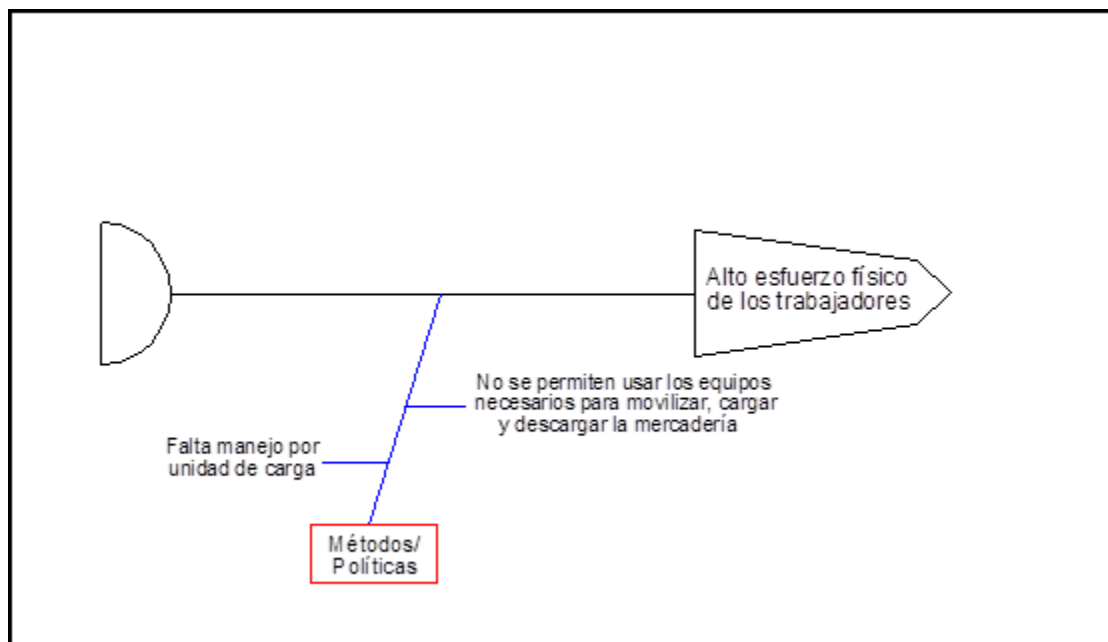 Alto esfuerzo físico
de los trabajadores
No se permiten usar los equipos
necesarios para movilizar, cargar
y descargar la mercadería
Falta manejo por
unidad de carga
Métodos/
Políticas